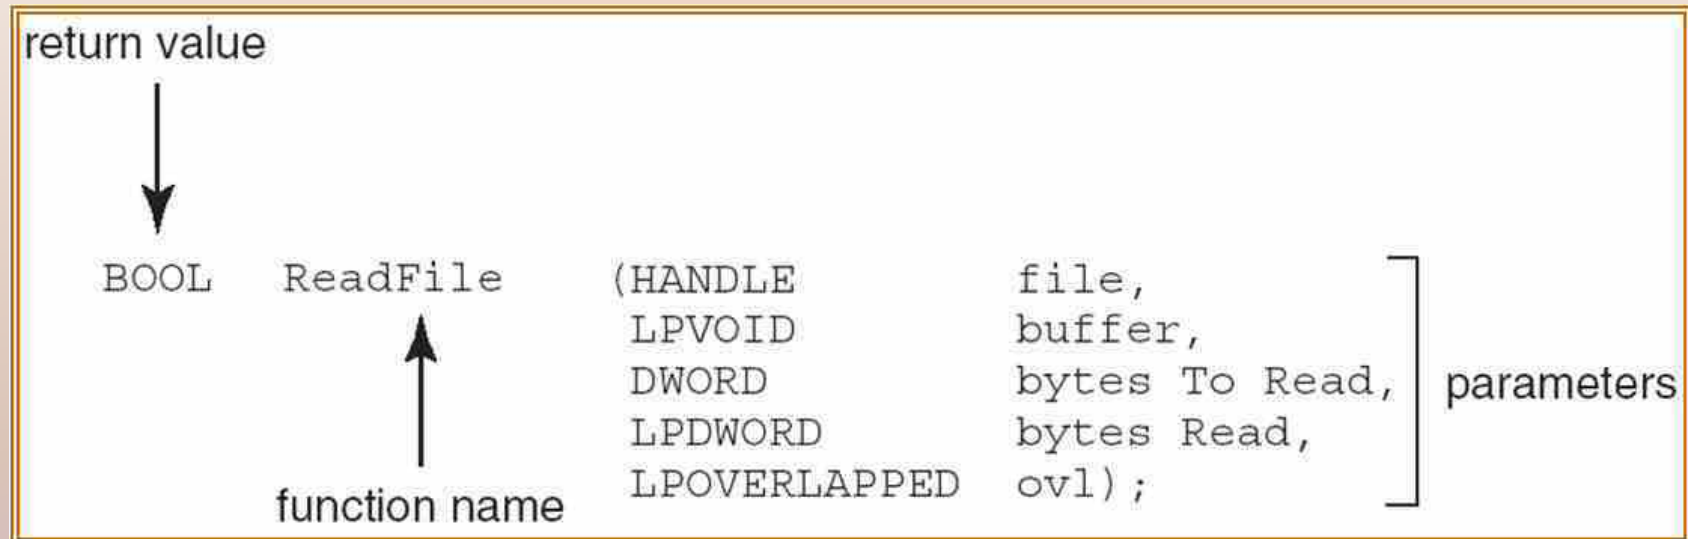 return value
BOOL ReadFile (HANDLE file,
LPVOID buffer,
DWORD bytes To Read,
LPDWORD bytes Read,
LPOVERLAPPED ovl);
parameters
function name